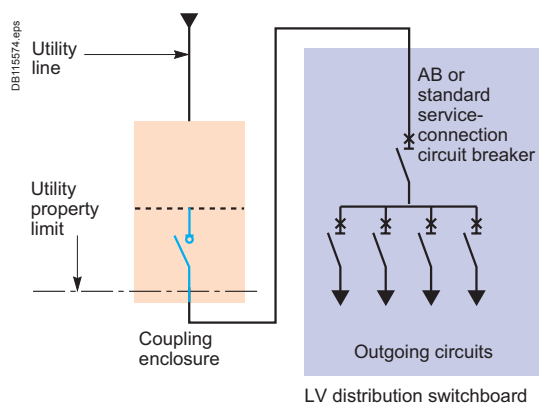 DB115574.eps
Utility
line
AB or
standard
service-
connection
circuit breaker
Utility
property
limit
Coupling
enclosure
Outgoing circuits
LV distribution switchboard